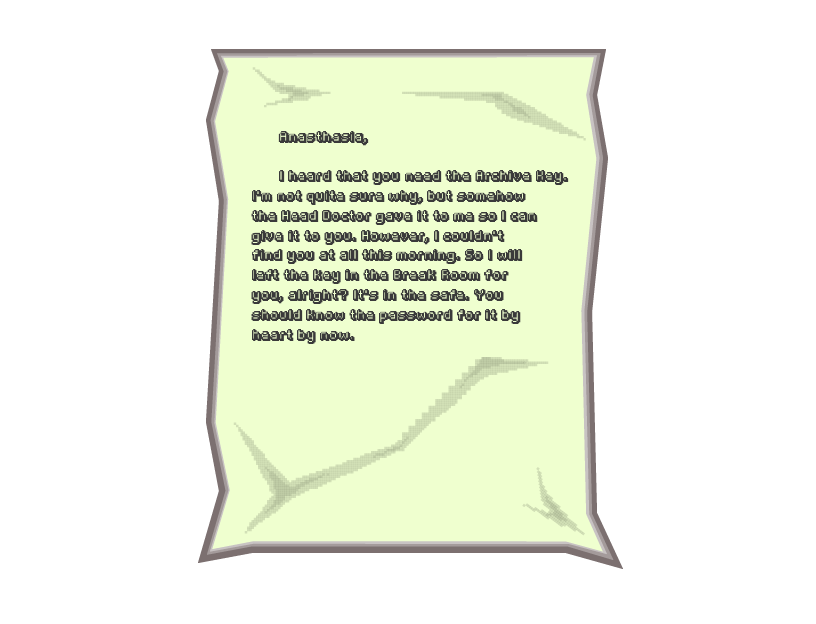 Anasthasia,
I heard that you need the Archive Key.
I'm not quite sure why, but somehow
the Head Doctor gave it to me so I can
give it to you. However, I couldn't
find you at all this morning. So I will
left the key in the Break Room for
you, alright? It's in the safe. You
should know the password for it by
heart by now.